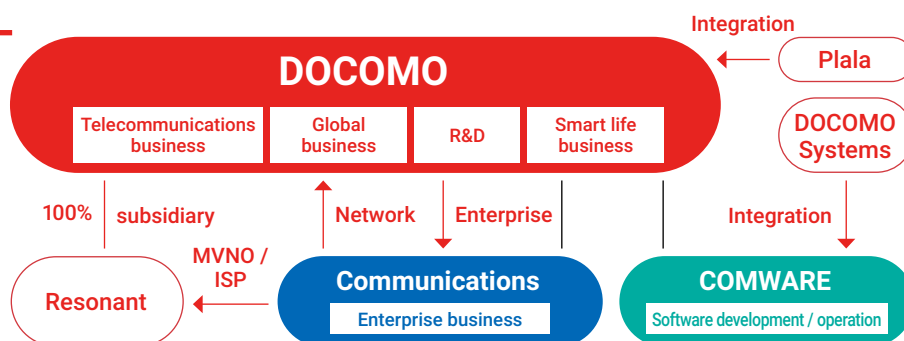 Integration
DOCOMO
Plala
Telecommunications
business
Global
business
R&D
Smart life
business
DOCOMO
Systems
100%
subsidiary
Network
Enterprise
Integration
MVNO /
ISP
Resonant
Communications
Enterprise business
COMWARE
Software development / operation